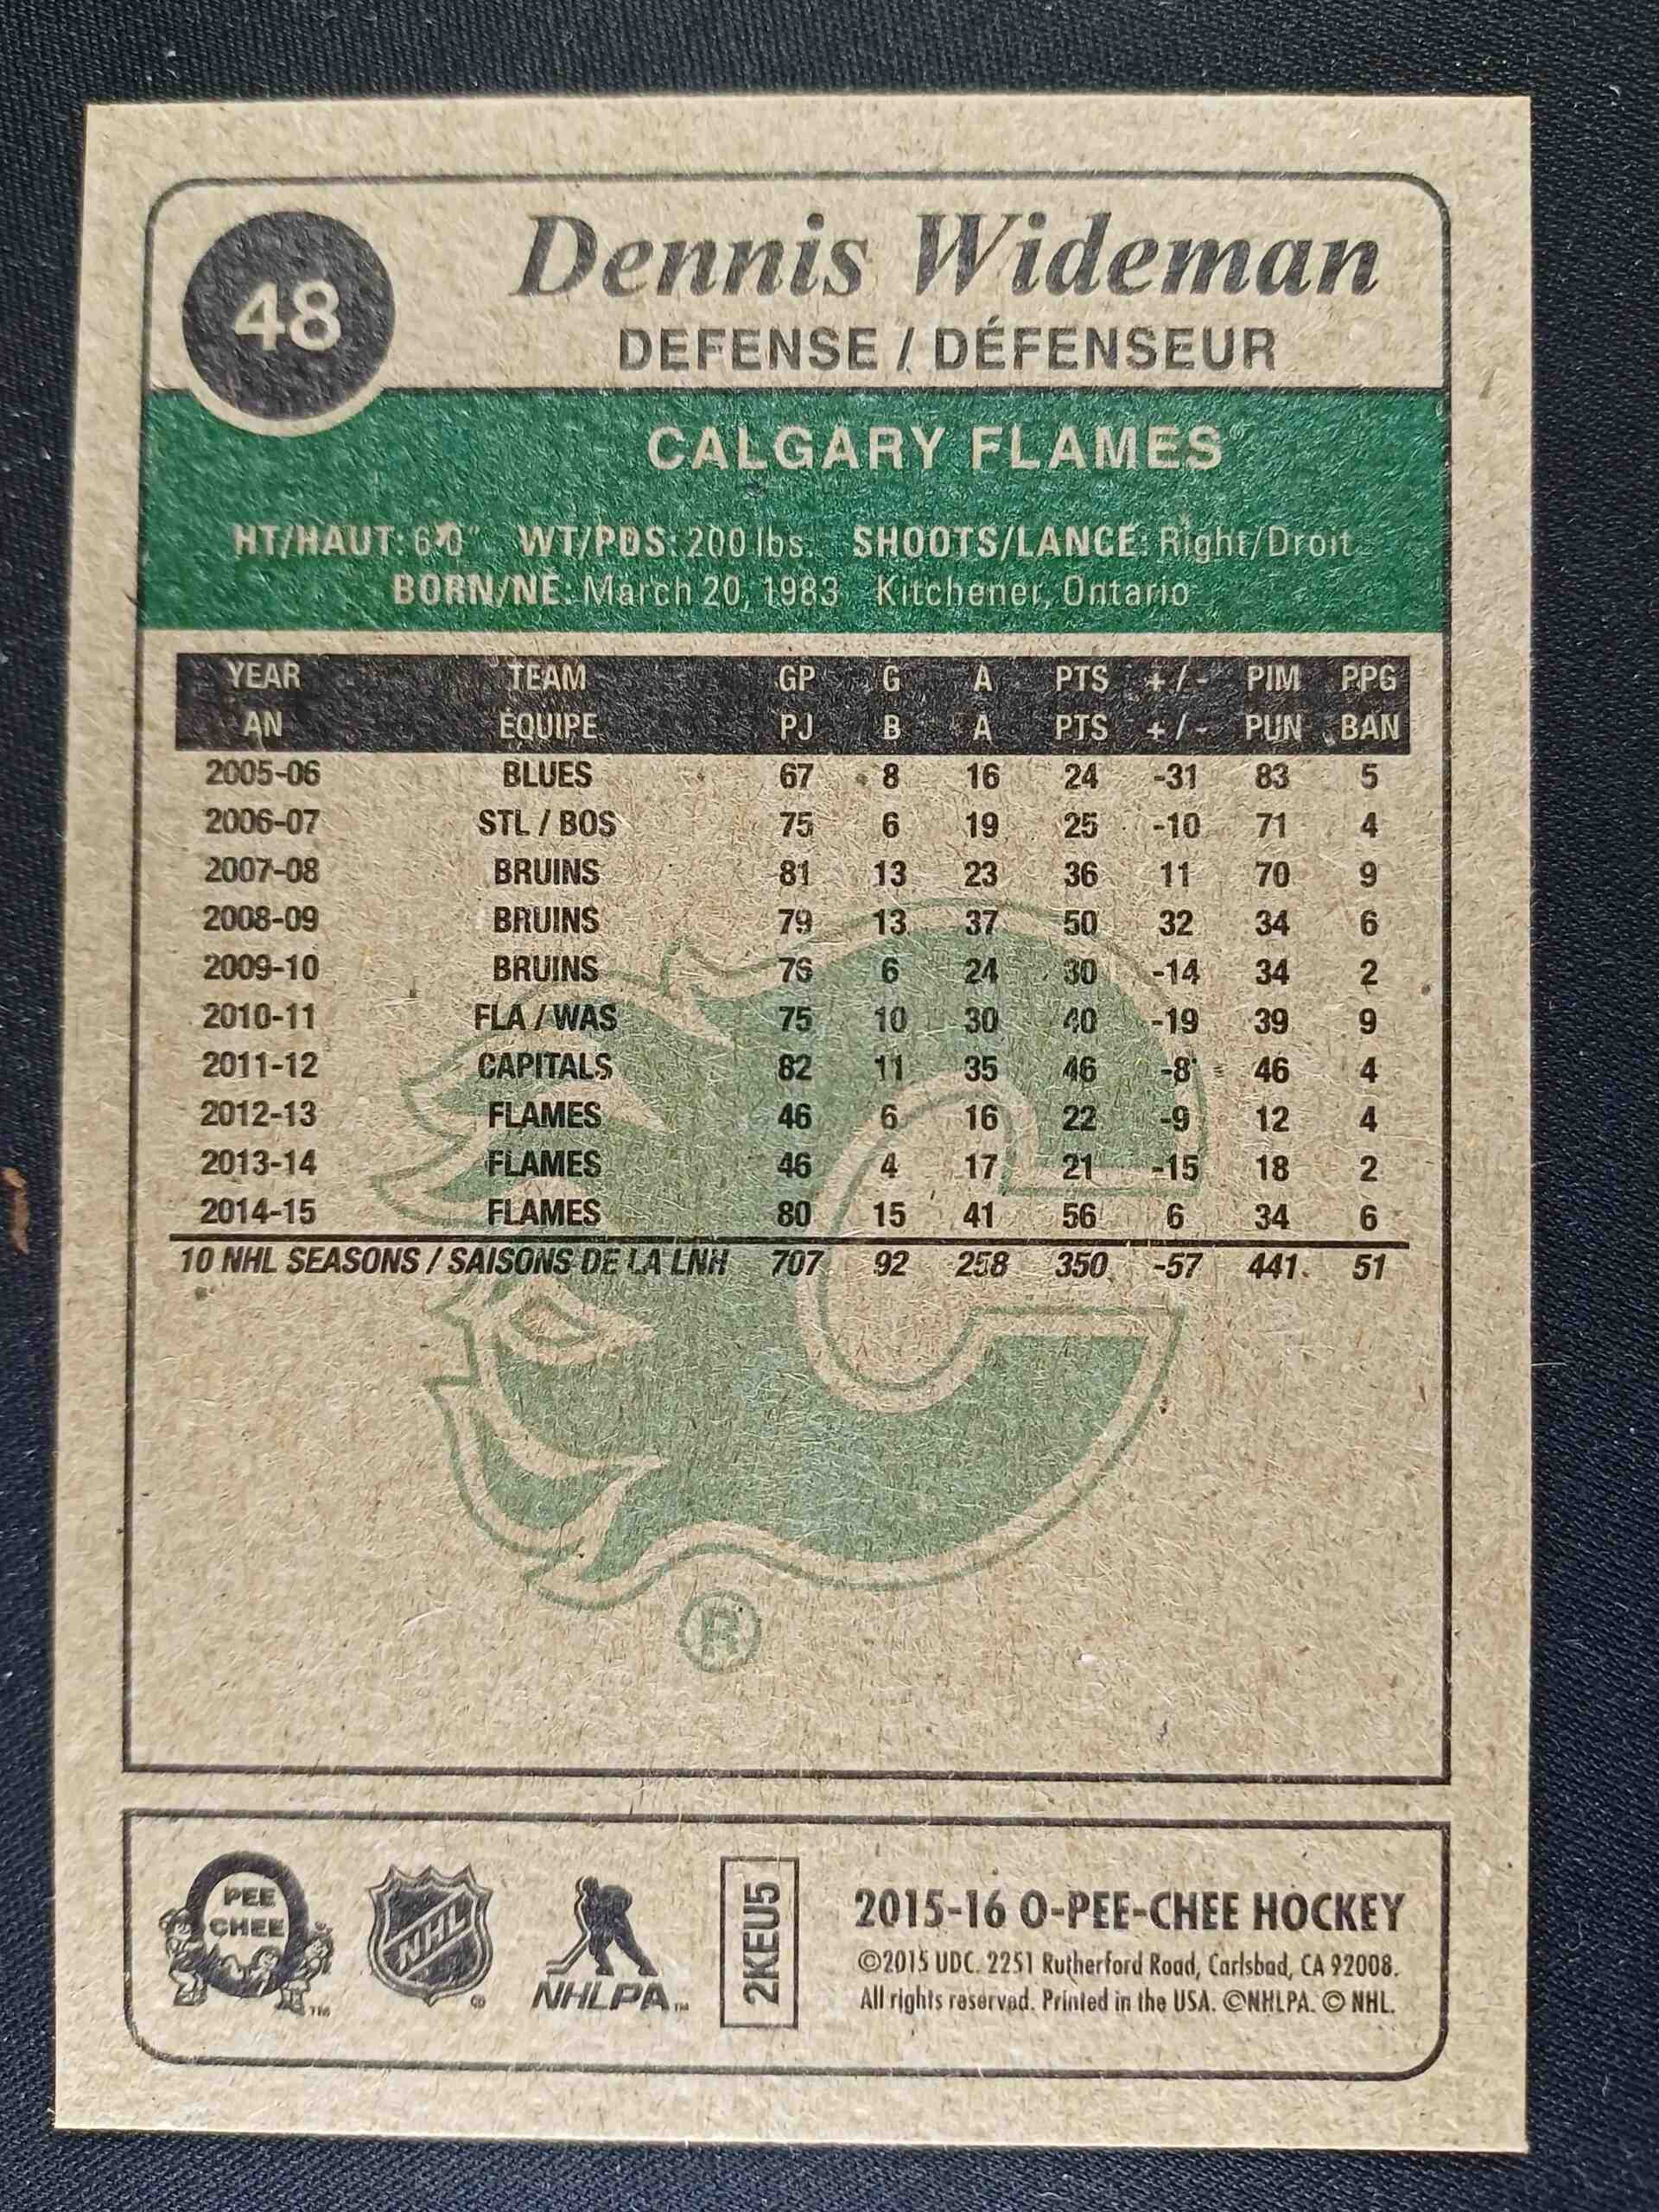 48
Dennis Wideman
DEFENSE / DÉFENSEUR
CALGARY FLAMES
HT/HAUT: 6'0" WT/PDS: 200 lbs. SHOOTS/LANCE: Right/Droit
BORN/NÉ: March 20, 1983 Kitchener, Ontario
YEAR TEAM GP G A PTS +/- PIM PPG
AN ÉQUIPE PJ B A PTS +/- PUN BAN
2005-06 BLUES 67 8 16 24 -31 83 5
2006-07 STL / BOS 75 6 19 25 -10 71 4
2007-08 BRUINS 81 13 23 36 11 70 9
2008-09 BRUINS 79 13 37 50 32 34 6
2009-10 BRUINS 76 6 24 30 -14 34 2
2010-11 FLA / WAS 75 10 30 40 -19 39 9
2011-12 CAPITALS 82 11 35 46 -8 46 4
2012-13 FLAMES 46 6 16 22 -9 12 4
2013-14 FLAMES 46 4 17 21 -15 18 2
2014-15 FLAMES 80 15 41 56 6 34 6
10 NHL SEASONS / SAISONS DE LA LNH 707 92 258 350 -57 441 51
®
PEE
CHEE
™
NHL
®
NHLPA™
2KEU5
2015-16 O-PEE-CHEE HOCKEY
©2015 UDC. 2251 Rutherford Road, Carlsbad, CA 92008.
All rights reserved. Printed in the USA. ©NHLPA. © NHL.